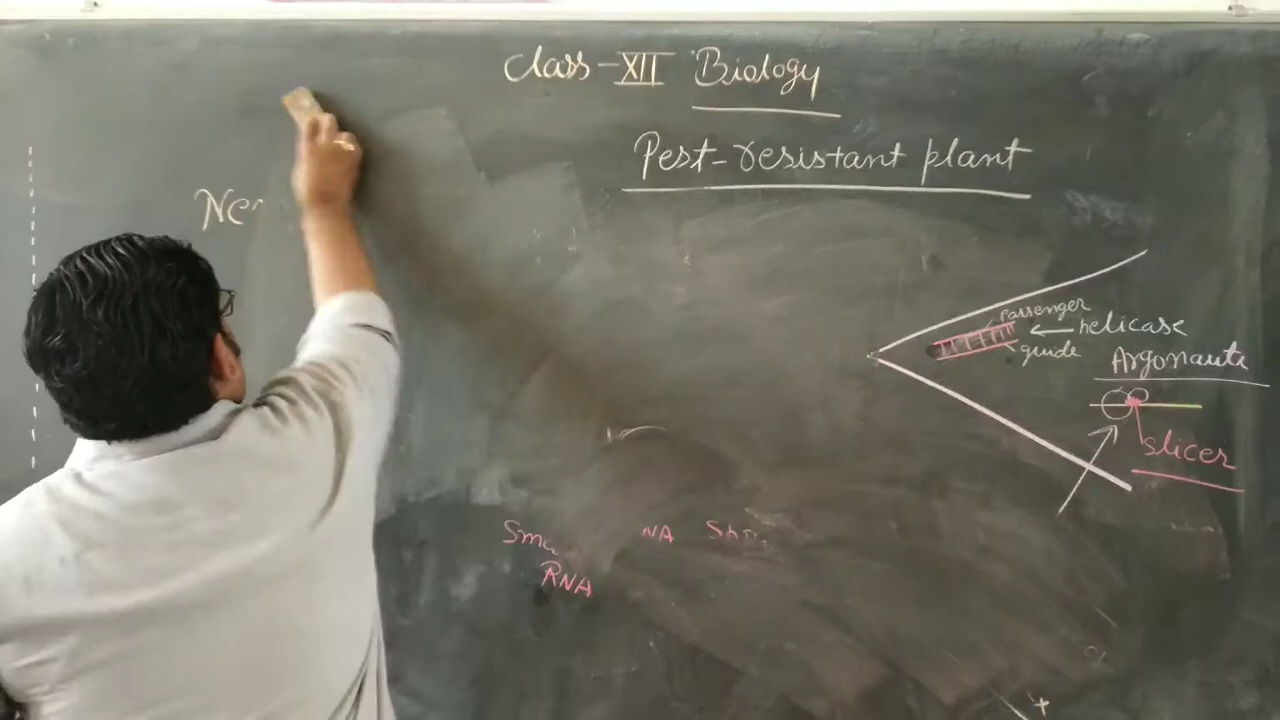 Class-XII Biology
Pest-resistant plant
Passenger
helicase
guide
Argonaute
slicer
RNA